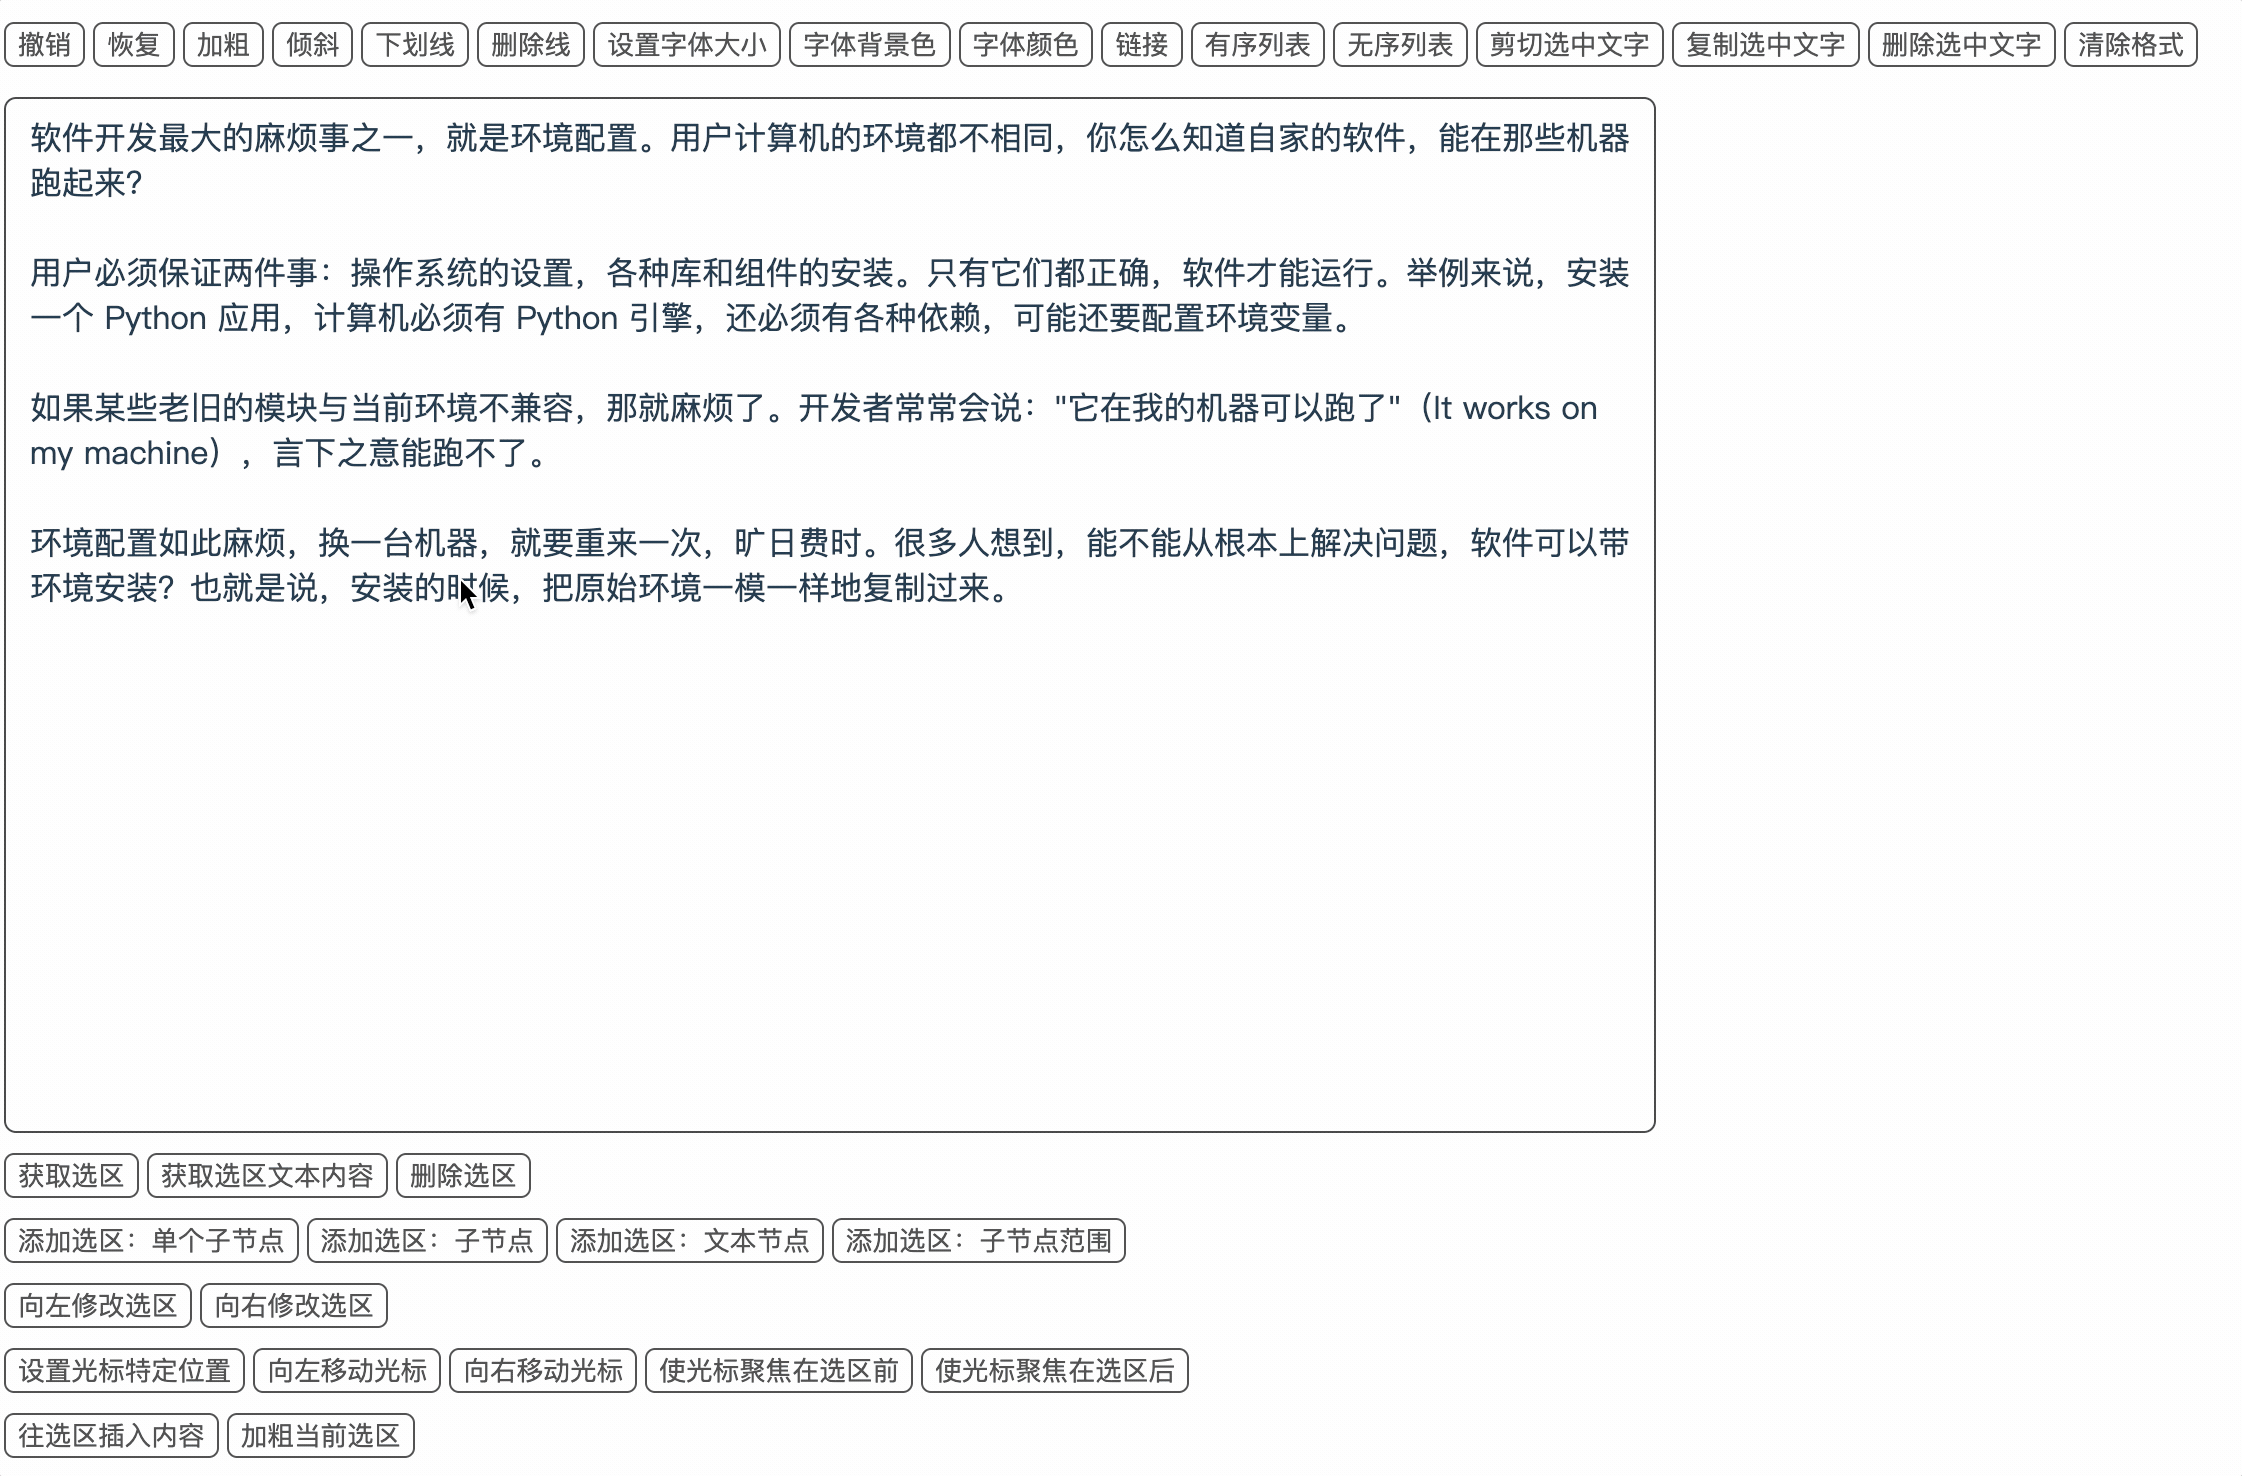 撤销 恢复 加粗 倾斜 下划线 删除线 设置字体大小 字体背景色 字体颜色 链接 有序列表 无序列表 剪切选中文字 复制选中文字 删除选中文字 清除格式
软件开发最大的麻烦事之一，就是环境配置。用户计算机的环境都不相同，你怎么知道自家的软件，能在那些机器
跑起来？
用户必须保证两件事：操作系统的设置，各种库和组件的安装。只有它们都正确，软件才能运行。举例来说，安装
一个 Python 应用，计算机必须有 Python 引擎，还必须有各种依赖，可能还要配置环境变量。
如果某些老旧的模块与当前环境不兼容，那就麻烦了。开发者常常会说："它在我的机器可以跑了"（It works on
my machine），言下之意能跑不了。
环境配置如此麻烦，换一台机器，就要重来一次，旷日费时。很多人想到，能不能从根本上解决问题，软件可以带
环境安装？也就是说，安装的时候，把原始环境一模一样地复制过来。
获取选区 获取选区文本内容 删除选区
添加选区：单个子节点 添加选区：子节点 添加选区：文本节点 添加选区：子节点范围
向左修改选区 向右修改选区
设置光标特定位置 向左移动光标 向右移动光标 使光标聚焦在选区前 使光标聚焦在选区后
往选区插入内容 加粗当前选区